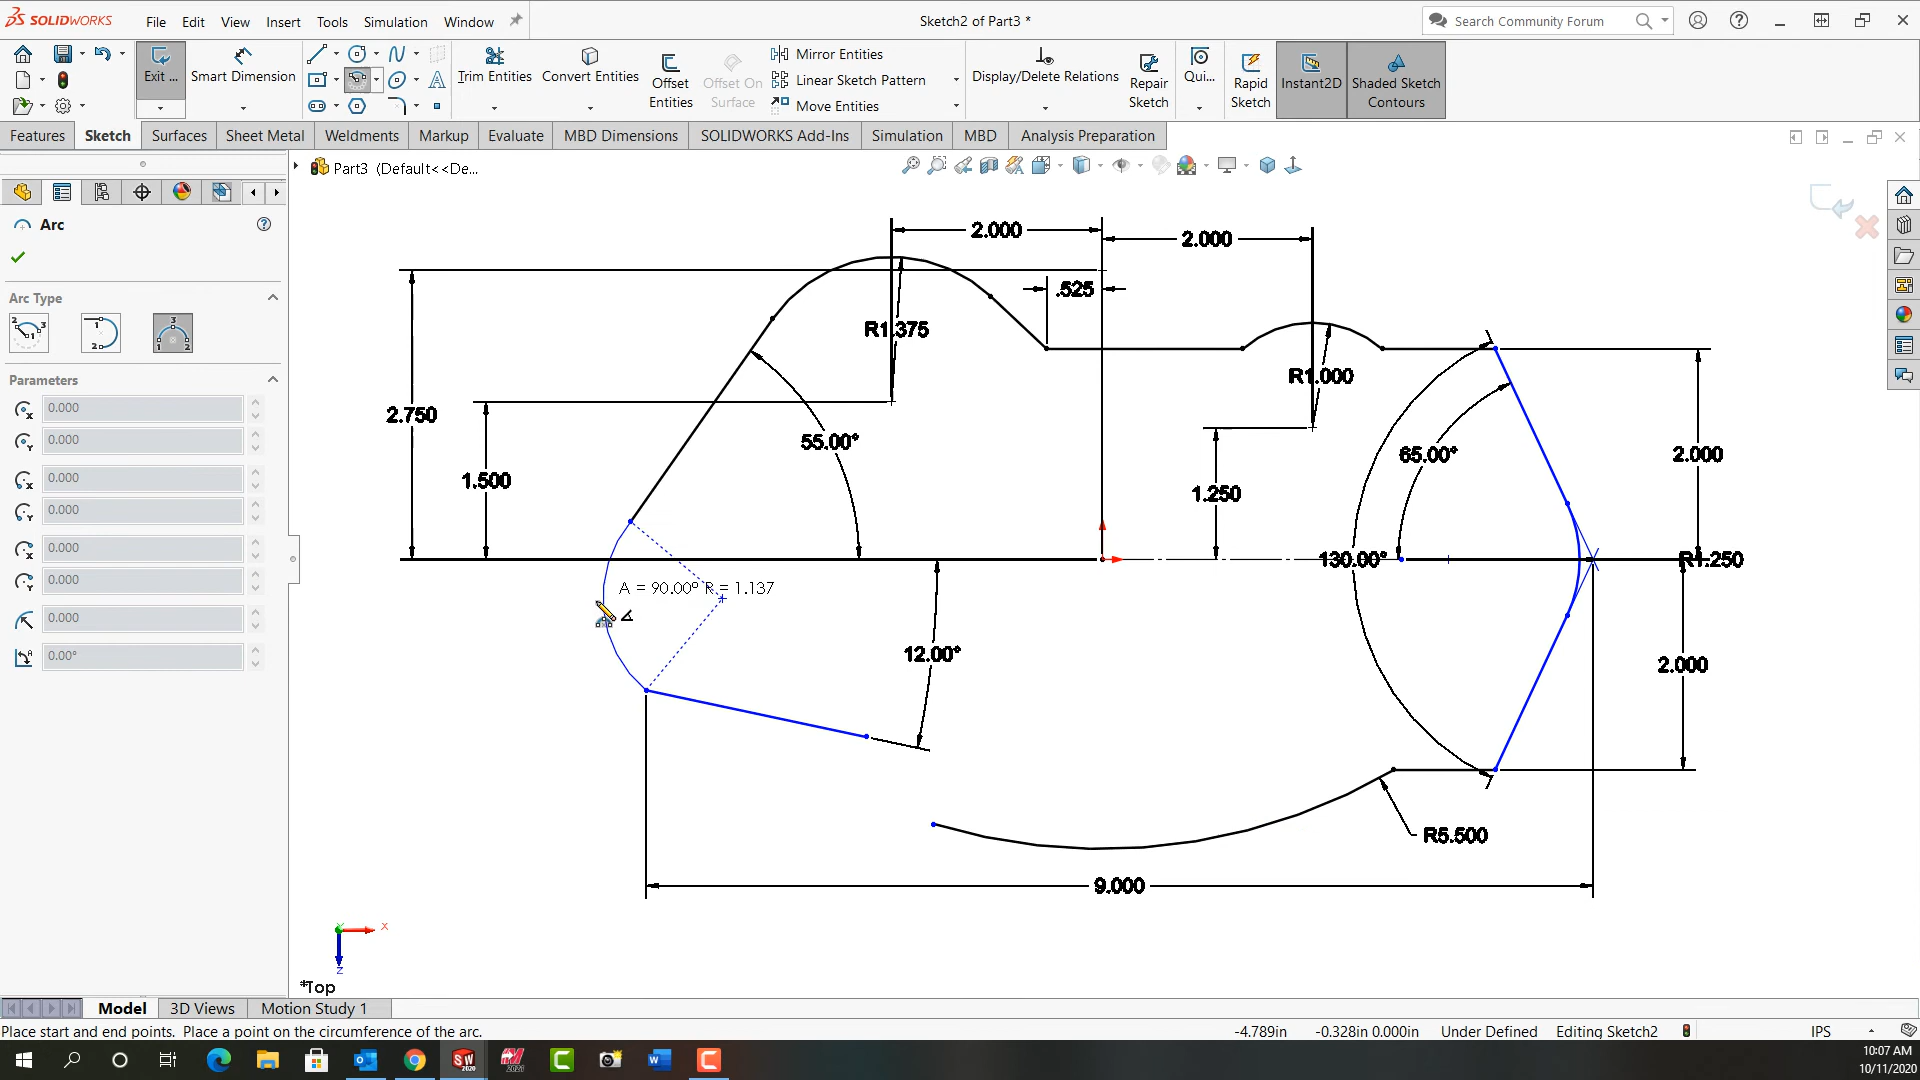 SOLIDWORKS File Edit View Insert Tools Simulation Window Sketch2 of Part3 * Search Community Forum
Exit ... Smart Dimension Trim Entities Convert Entities Offset Entities Offset On Surface Mirror Entities Linear Sketch Pattern Move Entities Display/Delete Relations Repair Sketch Qui... Rapid Sketch Instant2D Shaded Sketch Contours
Features Sketch Surfaces Sheet Metal Weldments Markup Evaluate MBD Dimensions SOLIDWORKS Add-Ins Simulation MBD Analysis Preparation
Part3 (Default<<De...
Arc
Arc Type
Parameters
0.000
0.000
0.000
0.000
0.000
0.000
0.000
0.00°
2.000
2.000
.525
R1.375
R1.000
2.750
55.00°
65.00°
2.000
1.500
1.250
130.00°
R1.250
A = 90.00° R = 1.137
12.00°
2.000
R5.500
9.000
x
z
*Top
Model 3D Views Motion Study 1
Place start and end points. Place a point on the circumference of the arc. -4.789in -0.328in 0.000in Under Defined Editing Sketch2 IPS
10:07 AM
10/11/2020